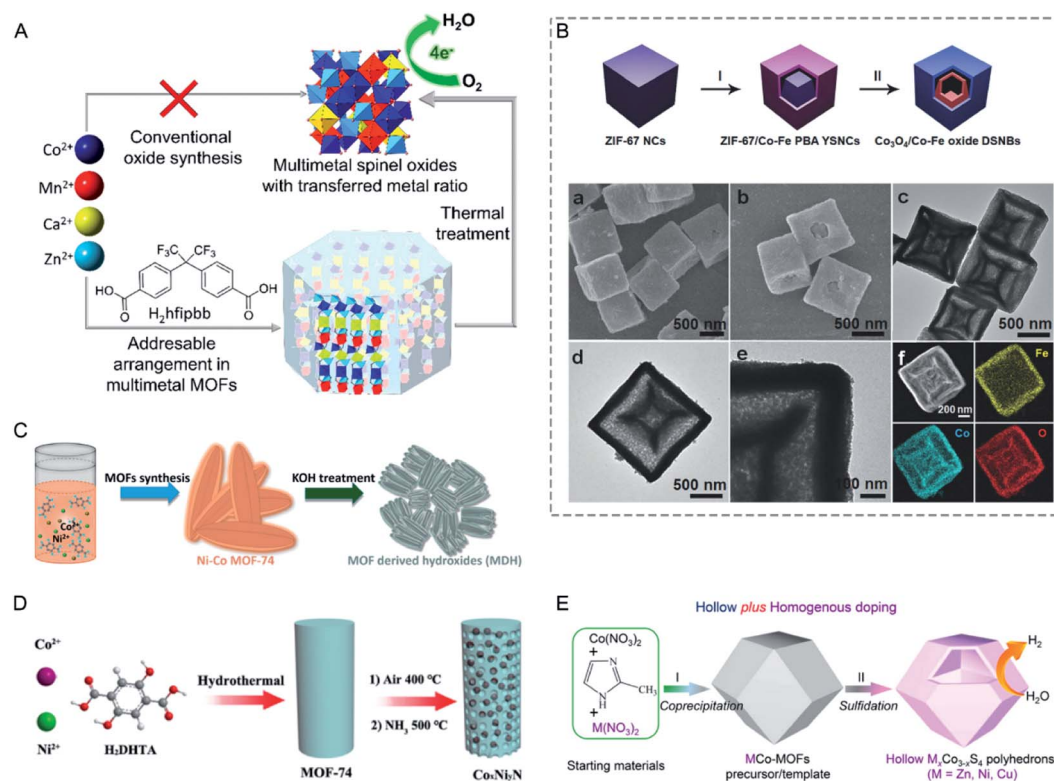 A
H₂O
4e⁻
O₂
Conventional
oxide synthesis
Multimetal spinel oxides
with transferred metal ratio
Co²⁺
Mn²⁺
Ca²⁺
Zn²⁺
F₃C CF₃
HO OH
O O
H₂hfipbb
Thermal
treatment
Addresable
arrangement in
multimetal MOFs
B
I
II
ZiF-67 NCs
ZIF-67/Co-Fe PBA YSNCs
Co₃O₄/Co-Fe oxide DSNBs
a
500 nm
b
500 nm
c
500 nm
d
500 nm
e
00 nm
f
200 nm
Fe
Co
O
C
MOFs synthesis
KOH treatment
Co²⁺
Ni²⁺
Ni-Co MOF-74
MOF derived hydroxides (MDH)
D
Co²⁺
Ni²⁺
H₂DHTA
Hydrothermal
MOF-74
1) Air 400 °C
2) NH₃ 500 °C
CoₓNiᵧN
E
Hollow plus Homogenous doping
Co(NO₃)₂
+
N
N
H
CH₃
+
M(NO₃)₂
Starting materials
I
Coprecipitation
MCo-MOFs
precursor/template
II
Sulfidation
H₂
H₂O
Hollow MₓCo₃₋ₓS₄ polyhedrons
(M = Zn, Ni, Cu)